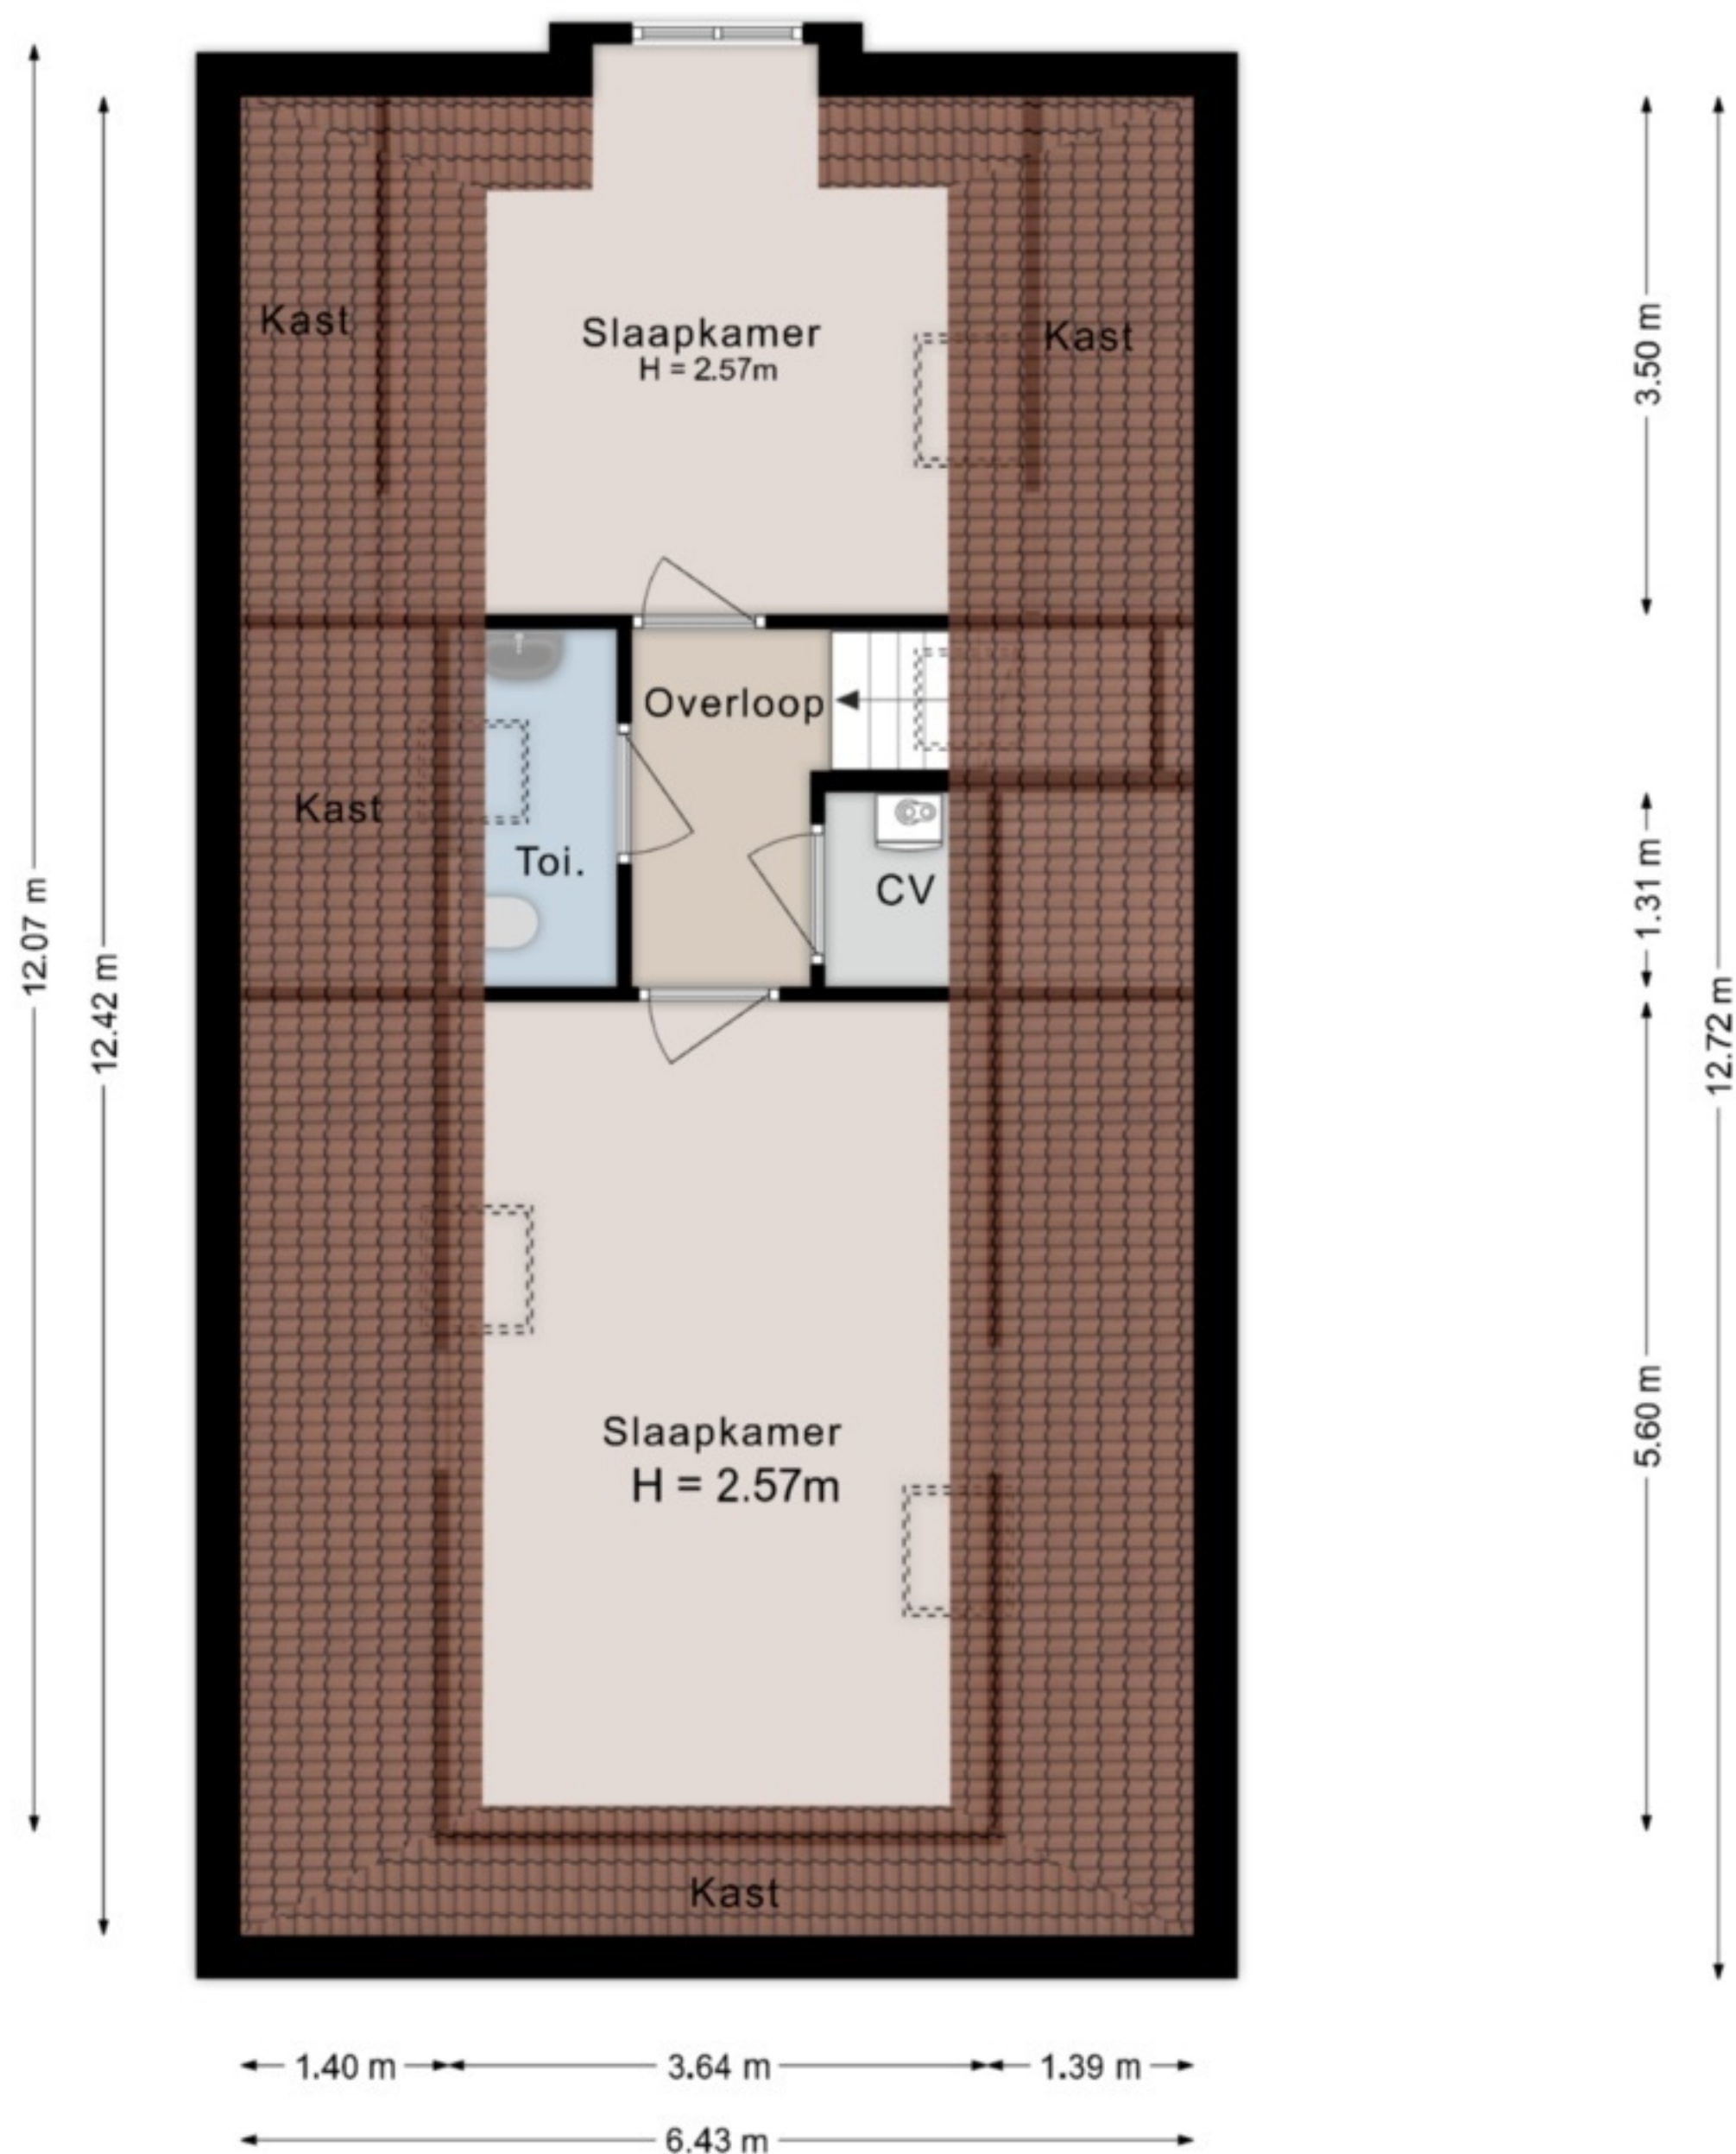 Kast
Slaapkamer
H = 2.57m
Kast
3.50 m
Overloop
Kast
Toi.
CV
1.31 m
12.07 m
12.42 m
12.72 m
Slaapkamer
H = 2.57m
5.60 m
Kast
1.40 m
3.64 m
1.39 m
6.43 m